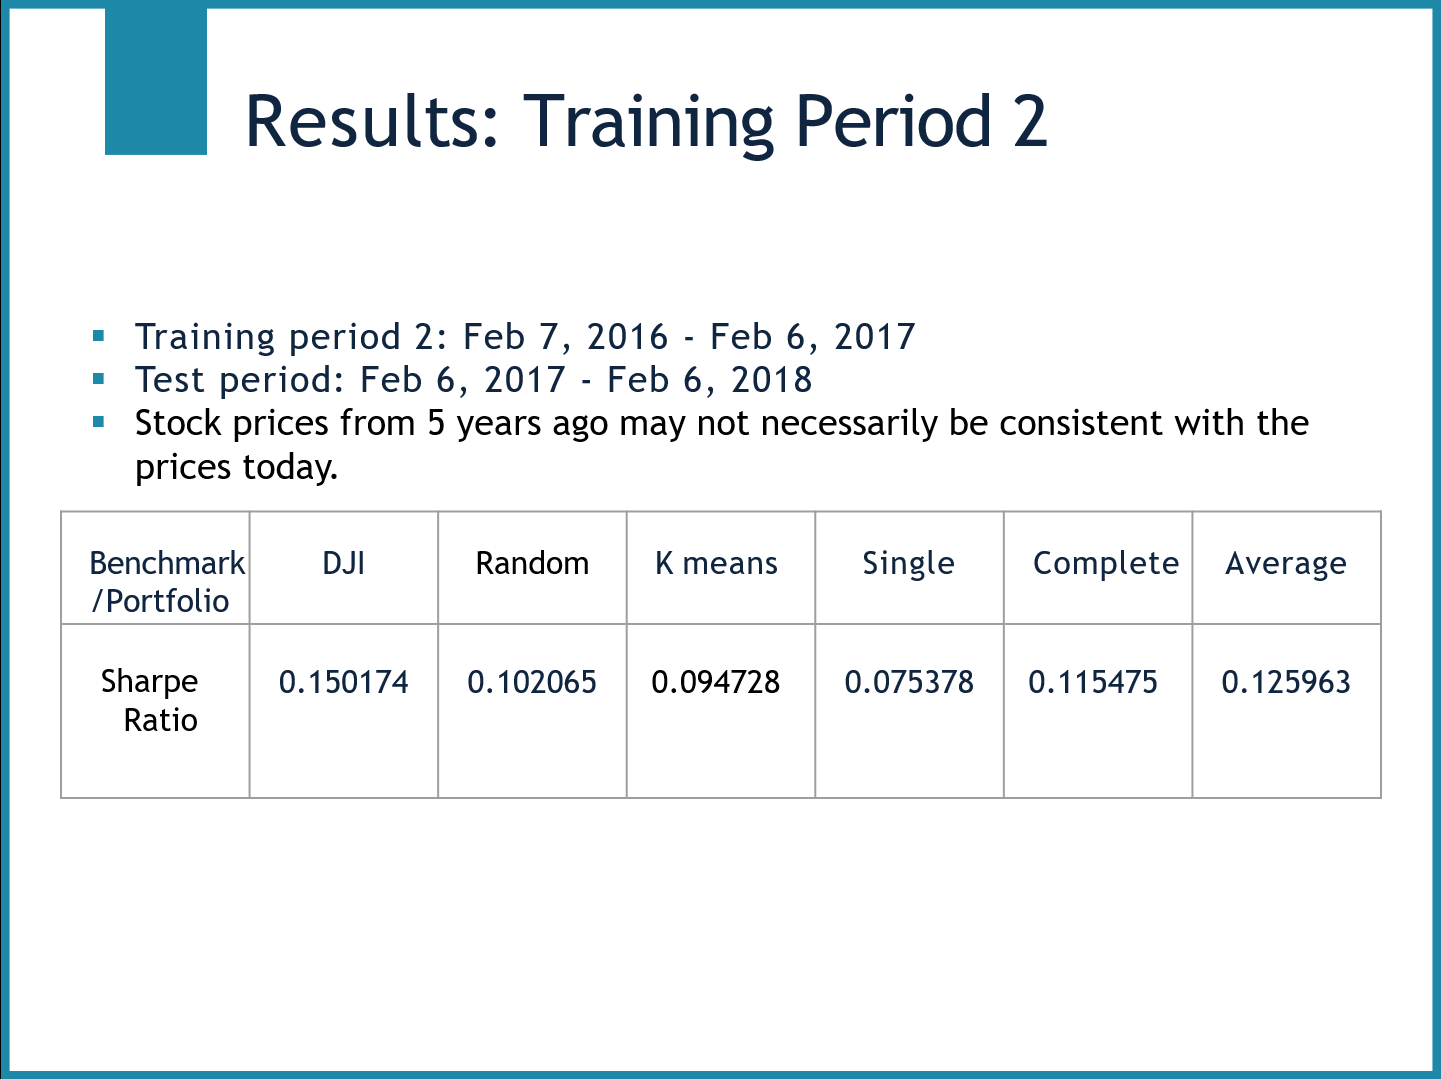 Results: Training Period 2
Training period 2: Feb 7, 2016 - Feb 6, 2017
Test period: Feb 6, 2017 - Feb 6, 2018
Stock prices from 5 years ago may not necessarily be consistent with the
prices today.
Benchmark
/Portfolio
DJI
Random
K means
Single
Complete
Average
Sharpe
Ratio
0.150174
0.102065
0.094728
0.075378
0.115475
0.125963